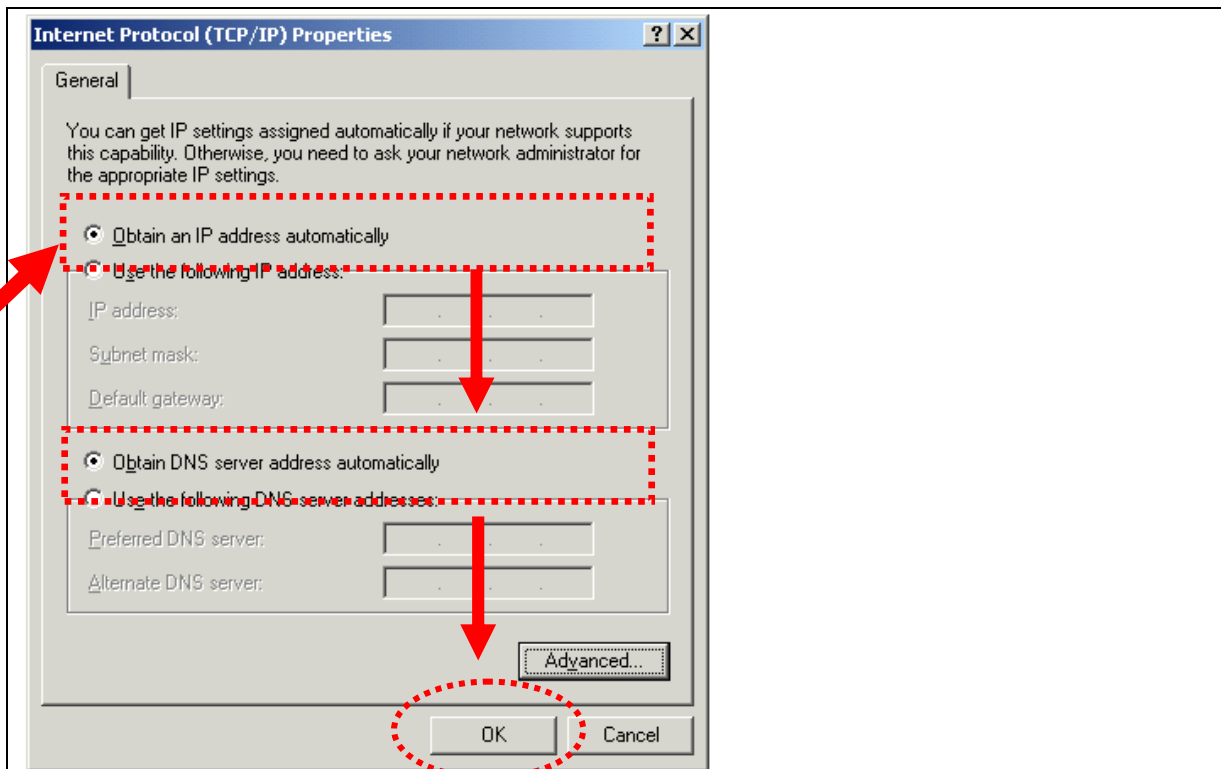 Internet Protocol (TCP/IP) Properties
General
You can get IP settings assigned automatically if your network supports
this capability. Otherwise, you need to ask your network administrator for
the appropriate IP settings.
Obtain an IP address automatically
Use the following IP address:
IP address:
Subnet mask:
Default gateway:
Obtain DNS server address automatically
Use the following DNS server addresses:
Preferred DNS server:
Alternate DNS server:
Advanced...
OK Cancel